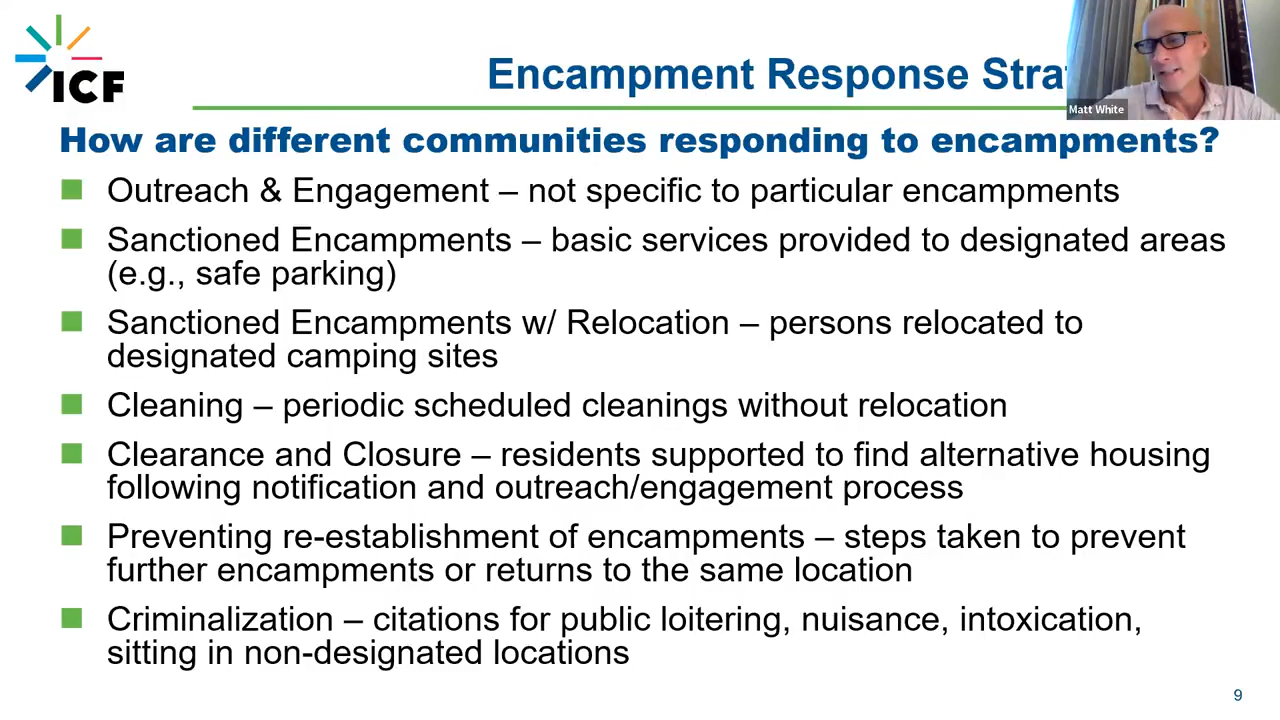 ICF
Encampment Response Stra
Matt White
How are different communities responding to encampments?
Outreach & Engagement – not specific to particular encampments
Sanctioned Encampments – basic services provided to designated areas
(e.g., safe parking)
Sanctioned Encampments w/ Relocation – persons relocated to
designated camping sites
Cleaning – periodic scheduled cleanings without relocation
Clearance and Closure – residents supported to find alternative housing
following notification and outreach/engagement process
Preventing re-establishment of encampments – steps taken to prevent
further encampments or returns to the same location
Criminalization – citations for public loitering, nuisance, intoxication,
sitting in non-designated locations
9